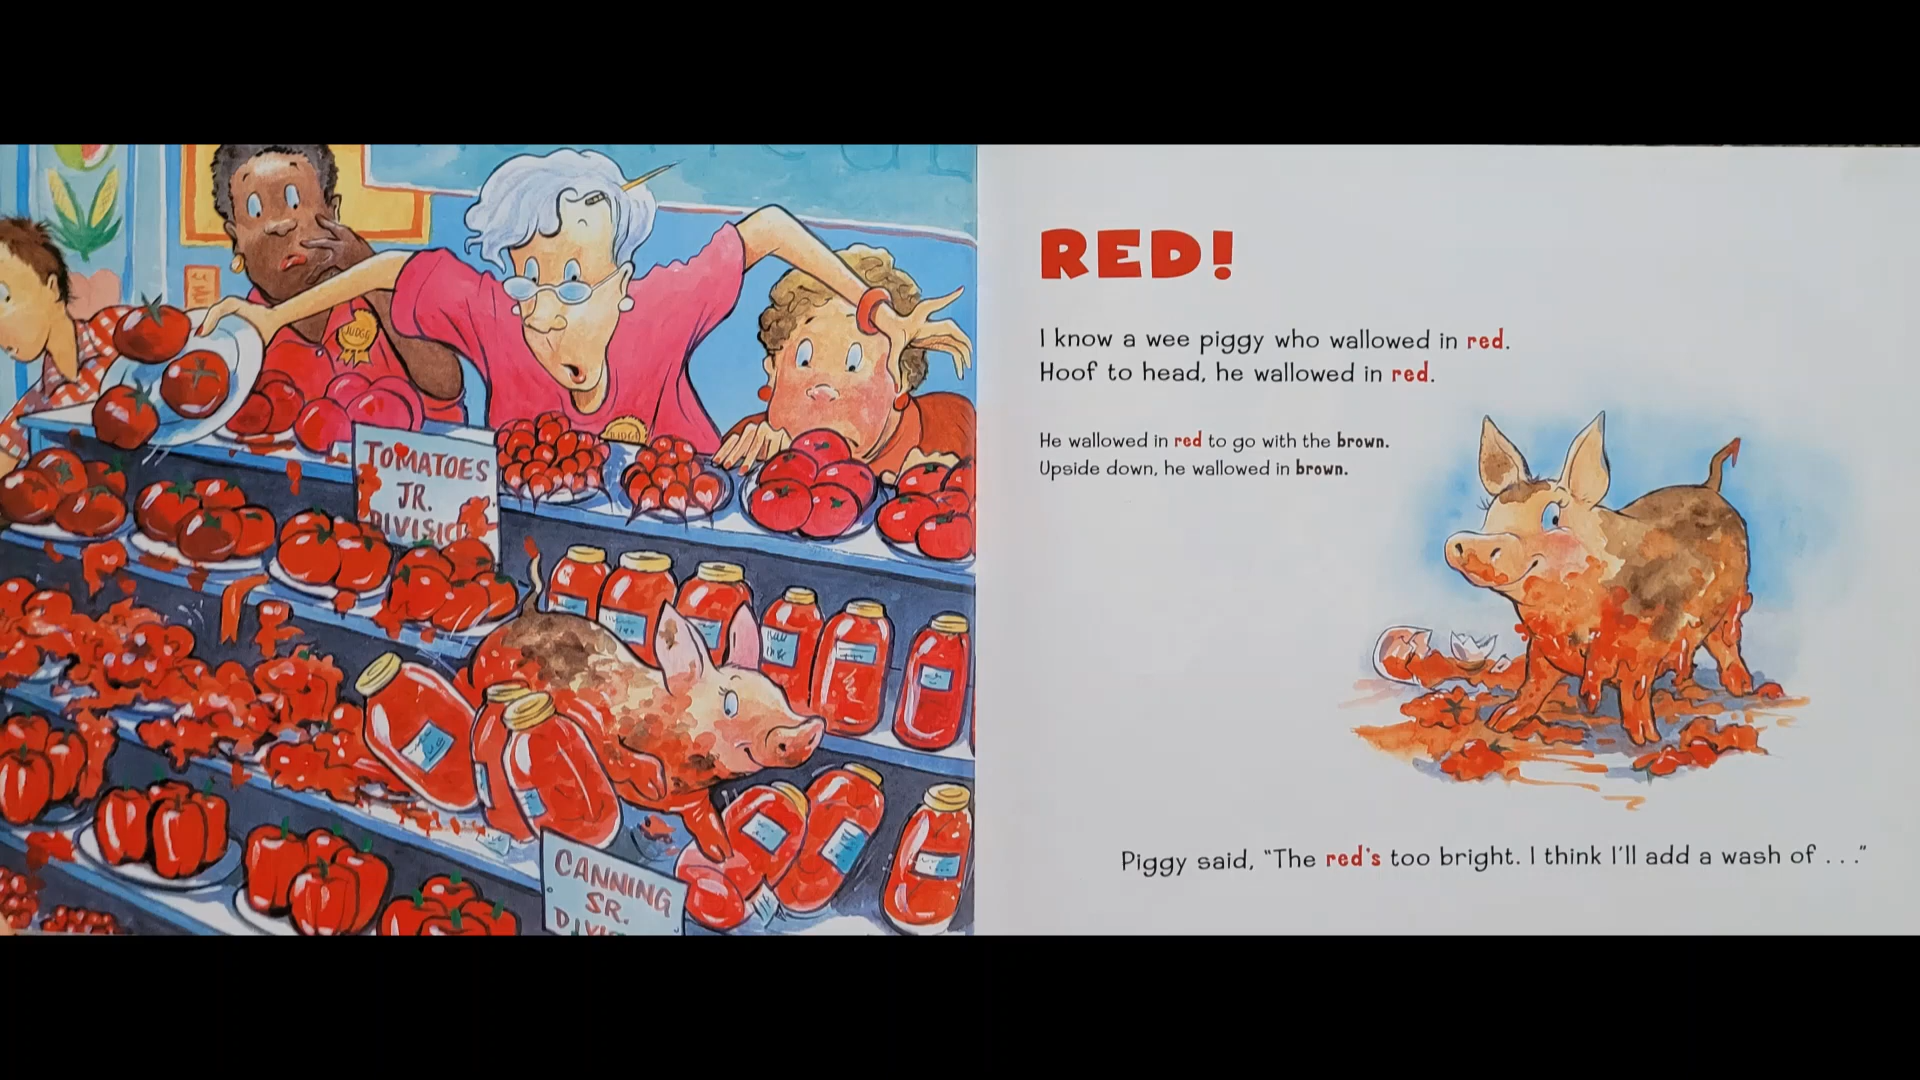 JUDGE
TOMATOES
JR.
CANNING
SR.
RED!
I know a wee piggy who wallowed in red.
Hoof to head, he wallowed in red.
He wallowed in red to go with the brown.
Upside down, he wallowed in brown.
Piggy said, “The red's too bright. I think I'll add a wash of . . .”